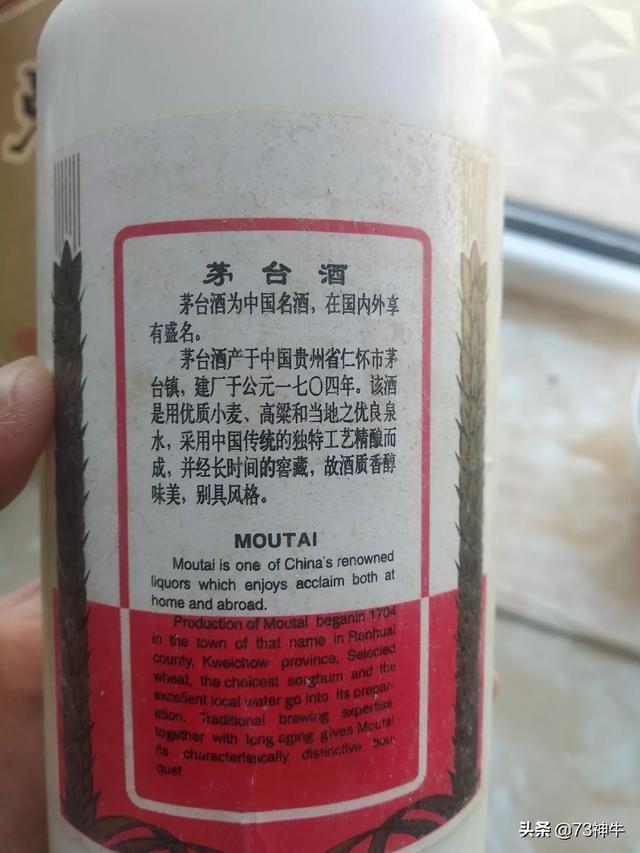 茅台酒
茅台酒为中国名酒，在国内外享
有盛名。
茅台酒产于中国贵州省仁怀市茅
台镇，建厂于公元一七〇四年。该酒
是用优质小麦、高粱和当地之优良泉
水，采用中国传统的独特工艺精酿而
成，并经长时间的窖藏，故酒质香醇
味美，别具风格。
MOUTAI
Moutai is one of China's renowned
liquors which enjoys acclaim both at
home and abroad.
Production of Moutai beganin 1704
in the town of that name in Renhuai
county, Kweichow province, Selected
wheat, the choicest sorghum and the
excellent local water go into its prepar-
ation. Traditional brewing expertise
together with long aging gives Moutai
its characteristically distinctive bou-
quet.
头条 @73神牛